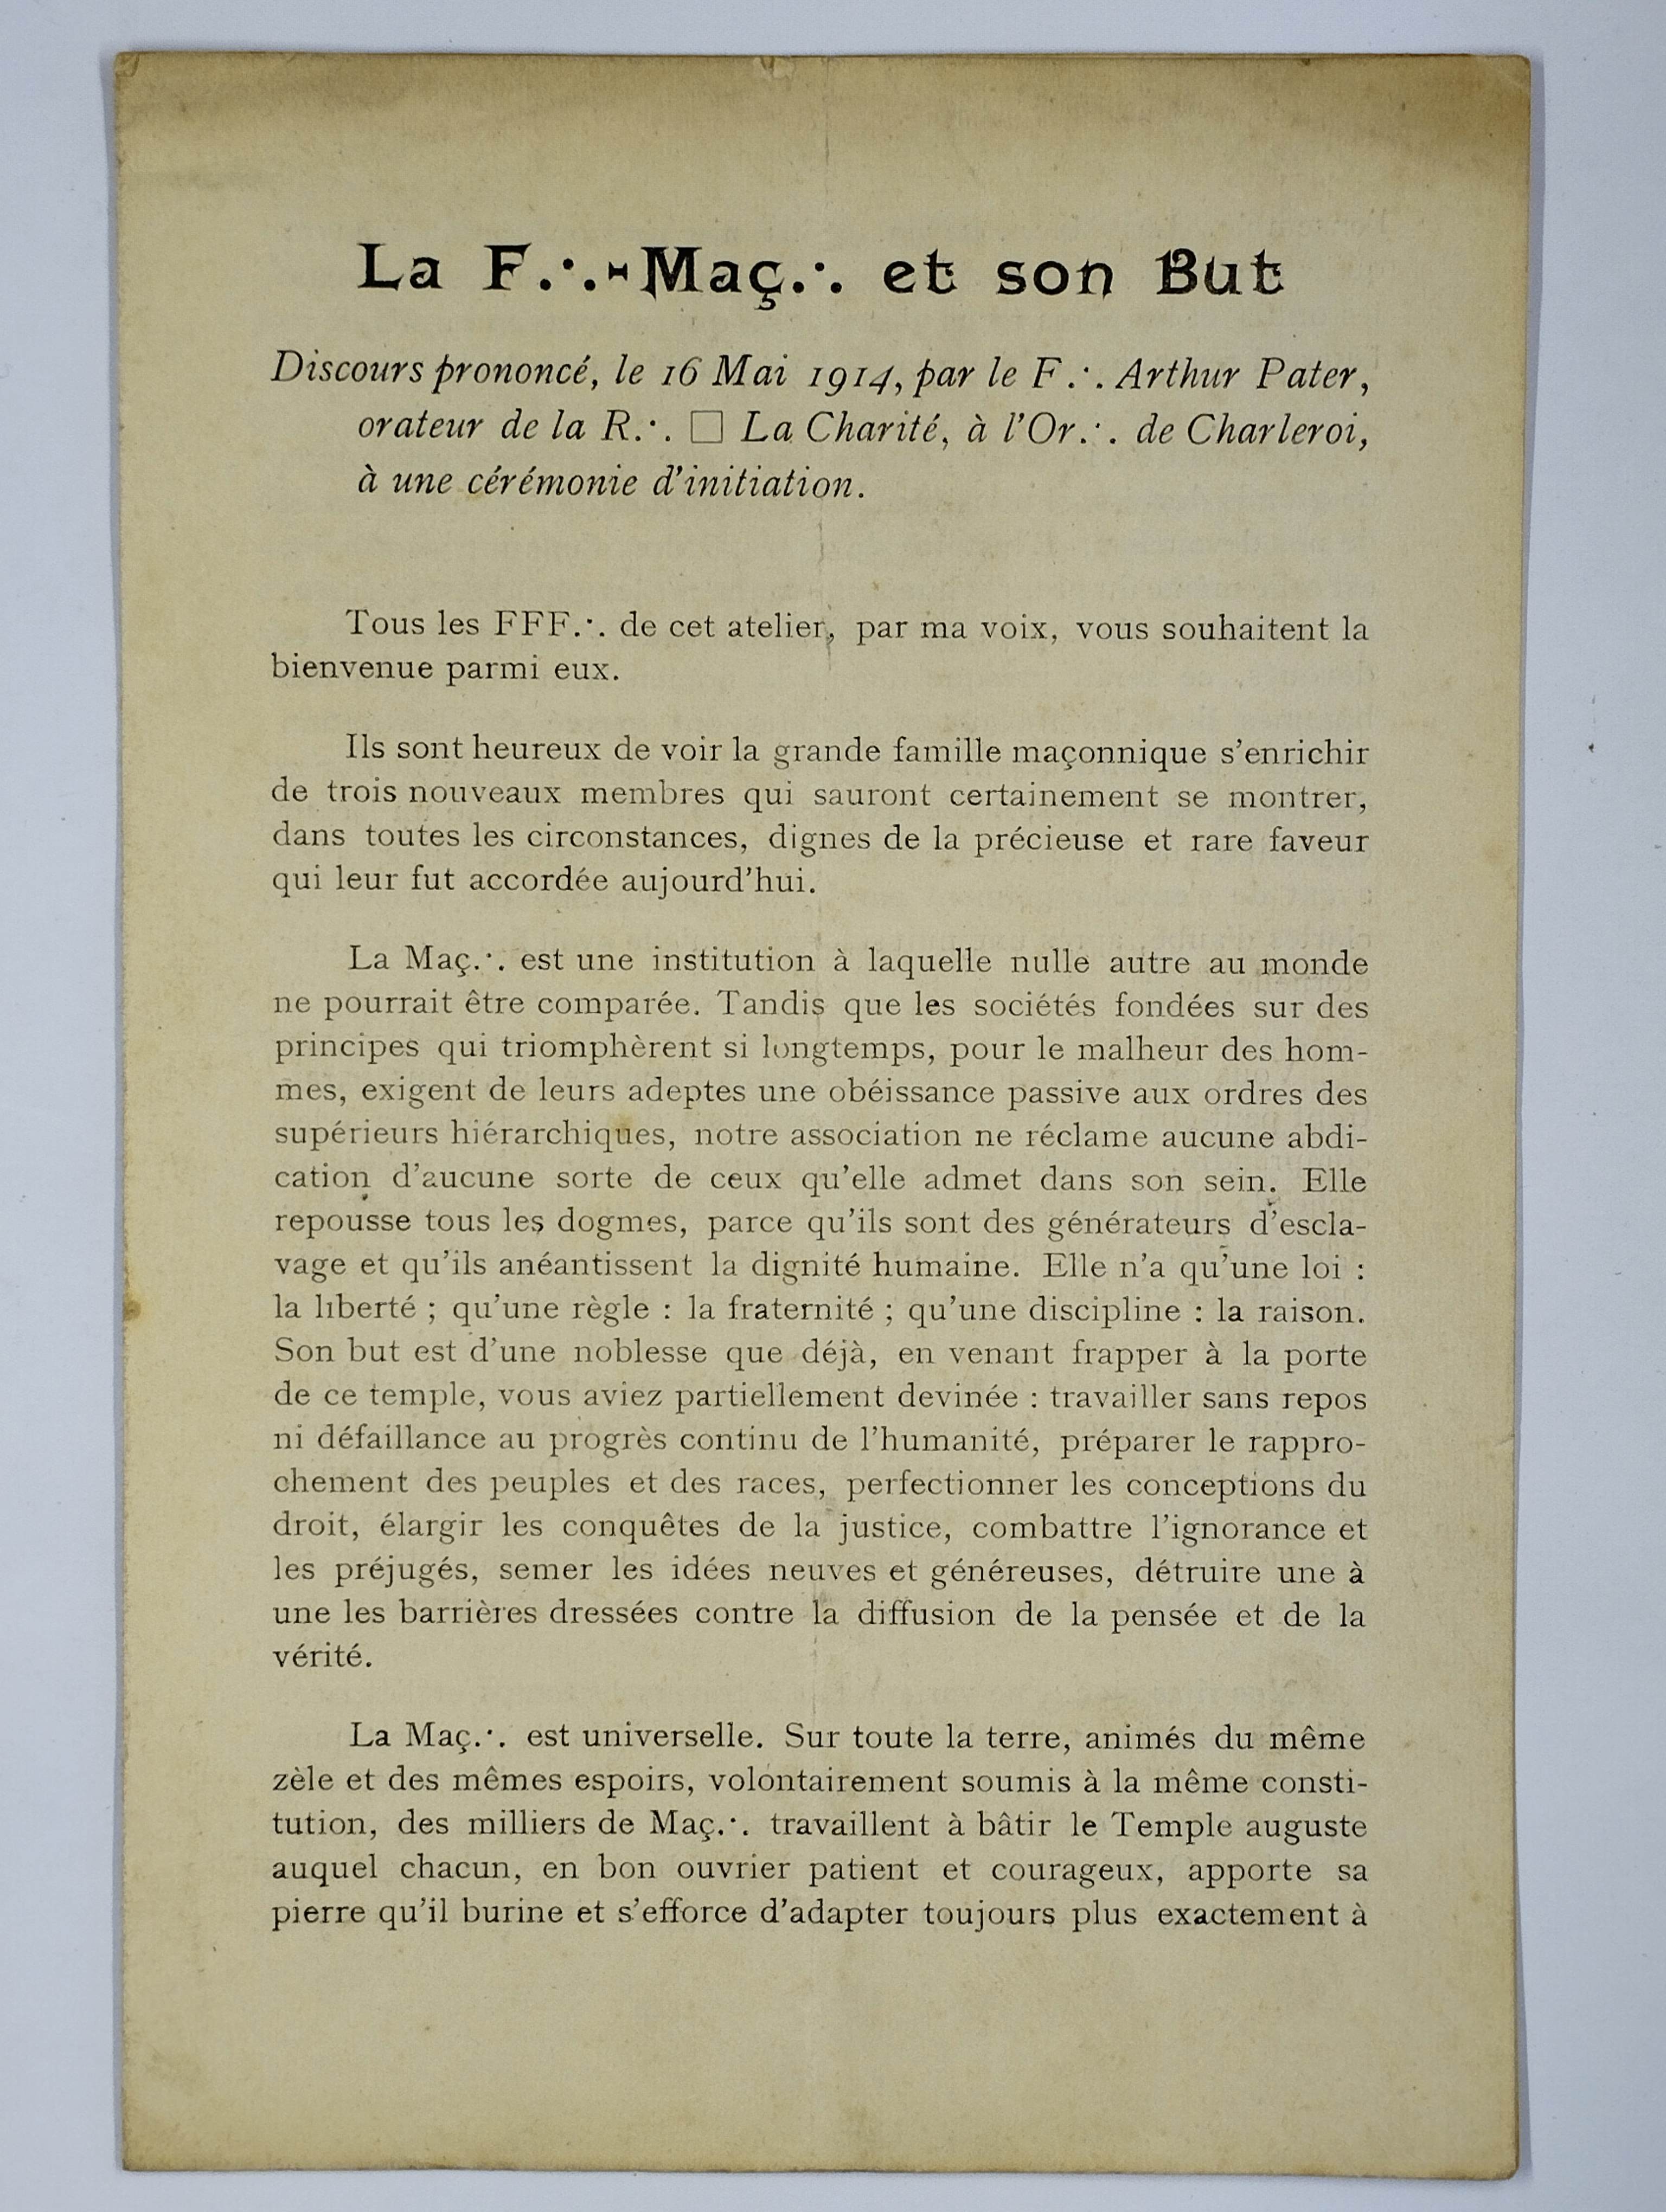 La F∴-Maç∴ et son But
Discours prononcé, le 16 Mai 1914, par le F∴ Arthur Pater,
orateur de la R∴ □ La Charité, à l'Or∴ de Charleroi,
à une cérémonie d'initiation.
Tous les FFF∴ de cet atelier, par ma voix, vous souhaitent la
bienvenue parmi eux.
Ils sont heureux de voir la grande famille maçonnique s'enrichir
de trois nouveaux membres qui sauront certainement se montrer,
dans toutes les circonstances, dignes de la précieuse et rare faveur
qui leur fut accordée aujourd'hui.
La Maç∴ est une institution à laquelle nulle autre au monde
ne pourrait être comparée. Tandis que les sociétés fondées sur des
principes qui triomphèrent si longtemps, pour le malheur des hom-
mes, exigent de leurs adeptes une obéissance passive aux ordres des
supérieurs hiérarchiques, notre association ne réclame aucune abdi-
cation d'aucune sorte de ceux qu'elle admet dans son sein. Elle
repousse tous les dogmes, parce qu'ils sont des générateurs d'escla-
vage et qu'ils anéantissent la dignité humaine. Elle n'a qu'une loi :
la liberté ; qu'une règle : la fraternité ; qu'une discipline : la raison.
Son but est d'une noblesse que déjà, en venant frapper à la porte
de ce temple, vous aviez partiellement devinée : travailler sans repos
ni défaillance au progrès continu de l'humanité, préparer le rappro-
chement des peuples et des races, perfectionner les conceptions du
droit, élargir les conquêtes de la justice, combattre l'ignorance et
les préjugés, semer les idées neuves et généreuses, détruire une à
une les barrières dressées contre la diffusion de la pensée et de la
vérité.
La Maç∴ est universelle. Sur toute la terre, animés du même
zèle et des mêmes espoirs, volontairement soumis à la même consti-
tution, des milliers de Maç∴ travaillent à bâtir le Temple auguste
auquel chacun, en bon ouvrier patient et courageux, apporte sa
pierre qu'il burine et s'efforce d'adapter toujours plus exactement à